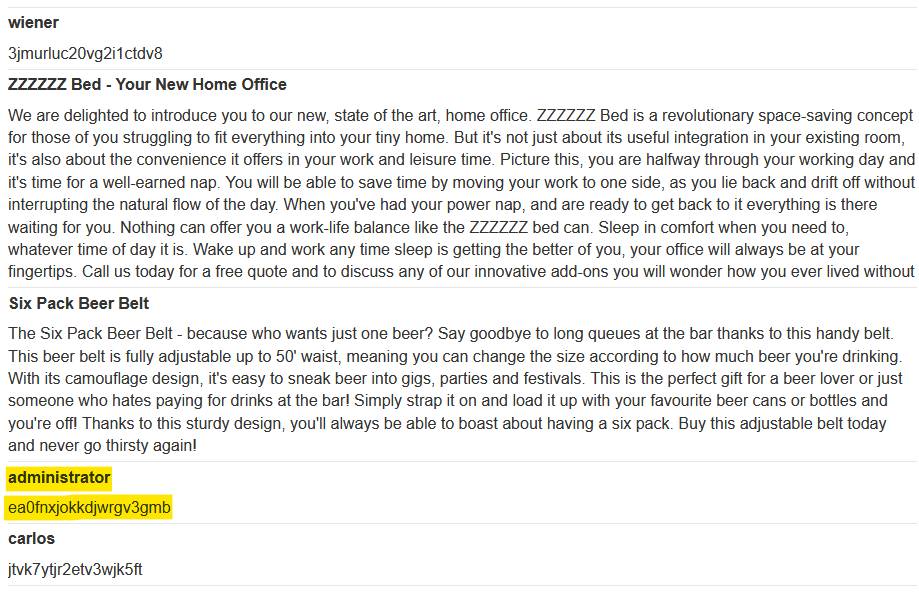 wiener
3jmurluc20vg2i1ctdv8
ZZZZZZ Bed - Your New Home Office
We are delighted to introduce you to our new, state of the art, home office. ZZZZZZ Bed is a revolutionary space-saving concept
for those of you struggling to fit everything into your tiny home. But it's not just about its useful integration in your existing room,
it's also about the convenience it offers in your work and leisure time. Picture this, you are halfway through your working day and
it's time for a well-earned nap. You will be able to save time by moving your work to one side, as you lie back and drift off without
interrupting the natural flow of the day. When you've had your power nap, and are ready to get back to it everything is there
waiting for you. Nothing can offer you a work-life balance like the ZZZZZZ bed can. Sleep in comfort when you need to,
whatever time of day it is. Wake up and work any time sleep is getting the better of you, your office will always be at your
fingertips. Call us today for a free quote and to discuss any of our innovative add-ons you will wonder how you ever lived without
Six Pack Beer Belt
The Six Pack Beer Belt - because who wants just one beer? Say goodbye to long queues at the bar thanks to this handy belt.
This beer belt is fully adjustable up to 50' waist, meaning you can change the size according to how much beer you're drinking.
With its camouflage design, it's easy to sneak beer into gigs, parties and festivals. This is the perfect gift for a beer lover or just
someone who hates paying for drinks at the bar! Simply strap it on and load it up with your favourite beer cans or bottles and
you're off! Thanks to this sturdy design, you'll always be able to boast about having a six pack. Buy this adjustable belt today
and never go thirsty again!
administrator
ea0fnxjokkdjwrgv3gmb
carlos
jtvk7ytjr2etv3wjk5ft